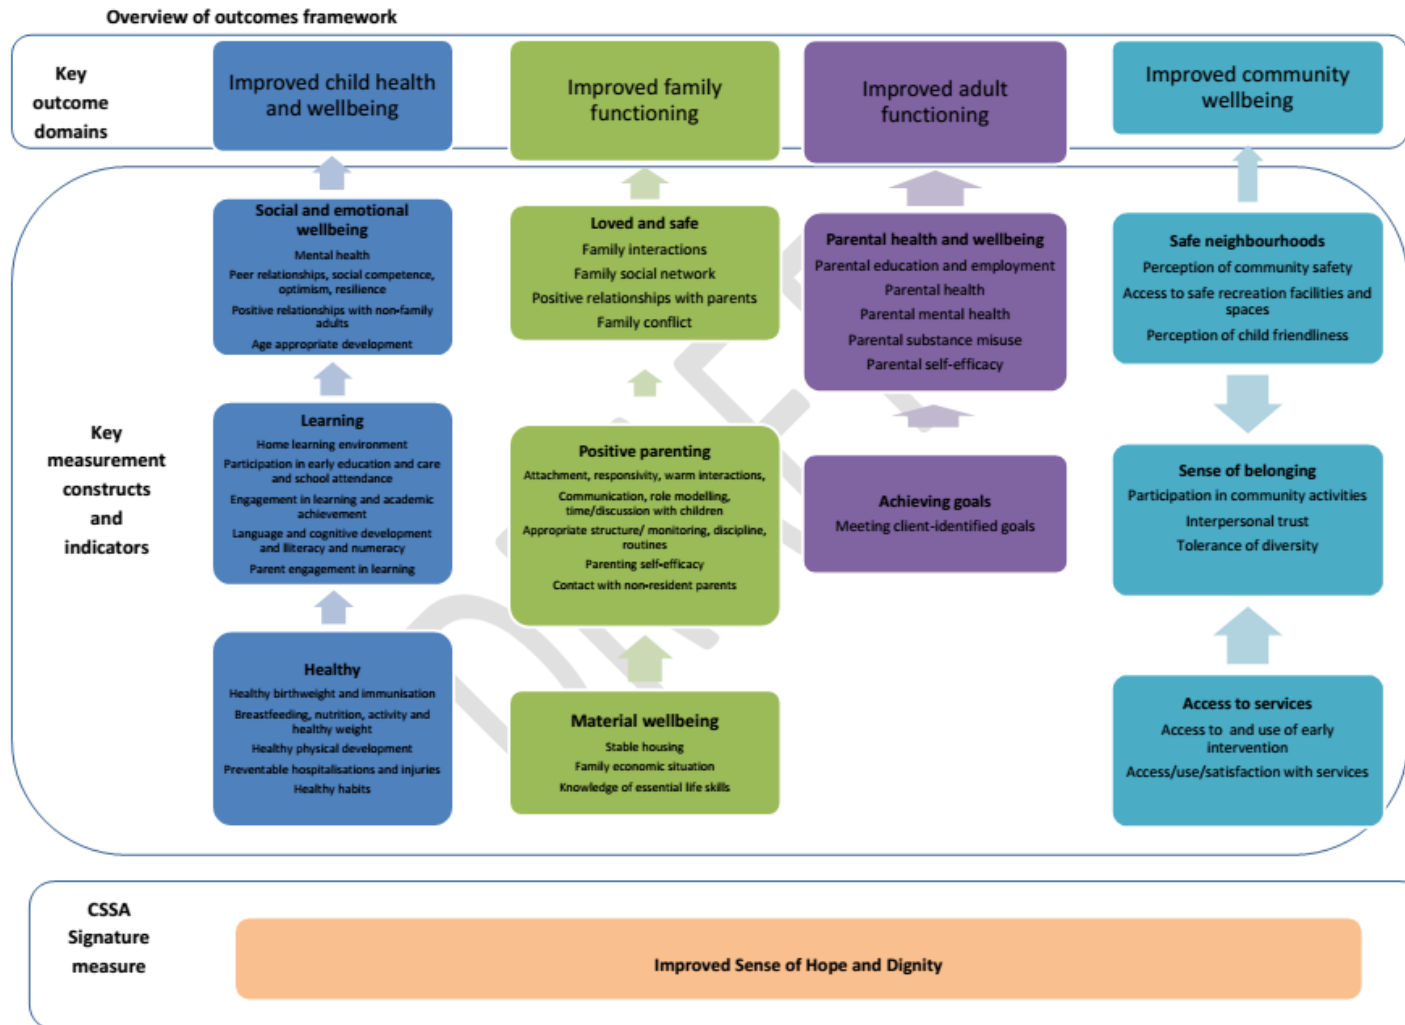 Overview of outcomes framework
Key
outcome
domains
Improved child health
and wellbeing
Improved family
functioning
Improved adult
functioning
Improved community
wellbeing
Key
measurement
constructs
and
indicators
Social and emotional
wellbeing
Mental health
Peer relationships, social competence,
optimism, resilience
Positive relationships with non-family
adults
Age appropriate development
Learning
Home learning environment
Participation in early education and care
and school attendance
Engagement in learning and academic
achievement
Language and cognitive development
and lliteracy and numeracy
Parent engagement in learning
Healthy
Healthy birthweight and immunisation
Breastfeeding, nutrition, activity and
healthy weight
Healthy physical development
Preventable hospitalisations and injuries
Healthy habits
Loved and safe
Family interactions
Family social network
Positive relationships with parents
Family conflict
Positive parenting
Attachment, responsivity, warm interactions,
Communication, role modelling,
time/discussion with children
Appropriate structure/ monitoring, discipline,
routines
Parenting self-efficacy
Contact with non-resident parents
Material wellbeing
Stable housing
Family economic situation
Knowledge of essential life skills
Parental health and wellbeing
Parental education and employment
Parental health
Parental mental health
Parental substance misuse
Parental self-efficacy
Achieving goals
Meeting client-identified goals
Safe neighbourhoods
Perception of community safety
Access to safe recreation facilities and
spaces
Perception of child friendliness
Sense of belonging
Participation in community activities
Interpersonal trust
Tolerance of diversity
Access to services
Access to  and use of early
intervention
Access/use/satisfaction with services
CSSA
Signature
measure
Improved Sense of Hope and Dignity
DRAFT